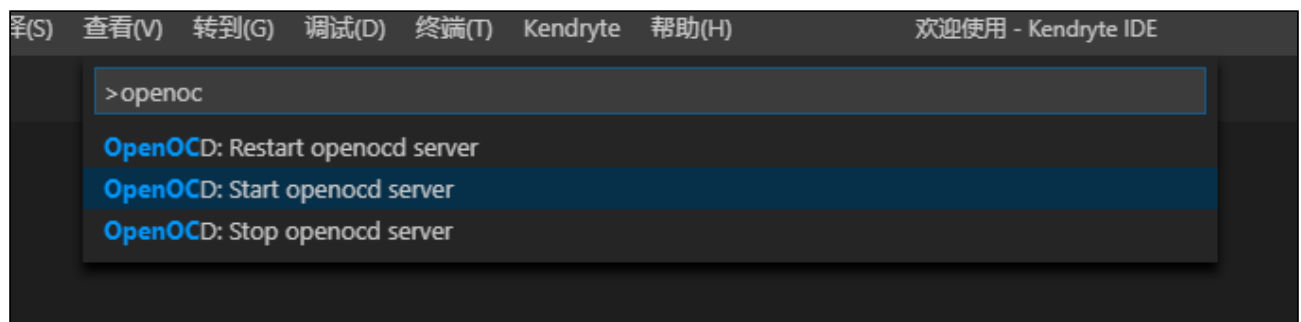 择(S) 查看(V) 转到(G) 调试(D) 终端(T) Kendryte 帮助(H) 欢迎使用 - Kendryte IDE
>openoc
OpenOCD: Restart openocd server
OpenOCD: Start openocd server
OpenOCD: Stop openocd server